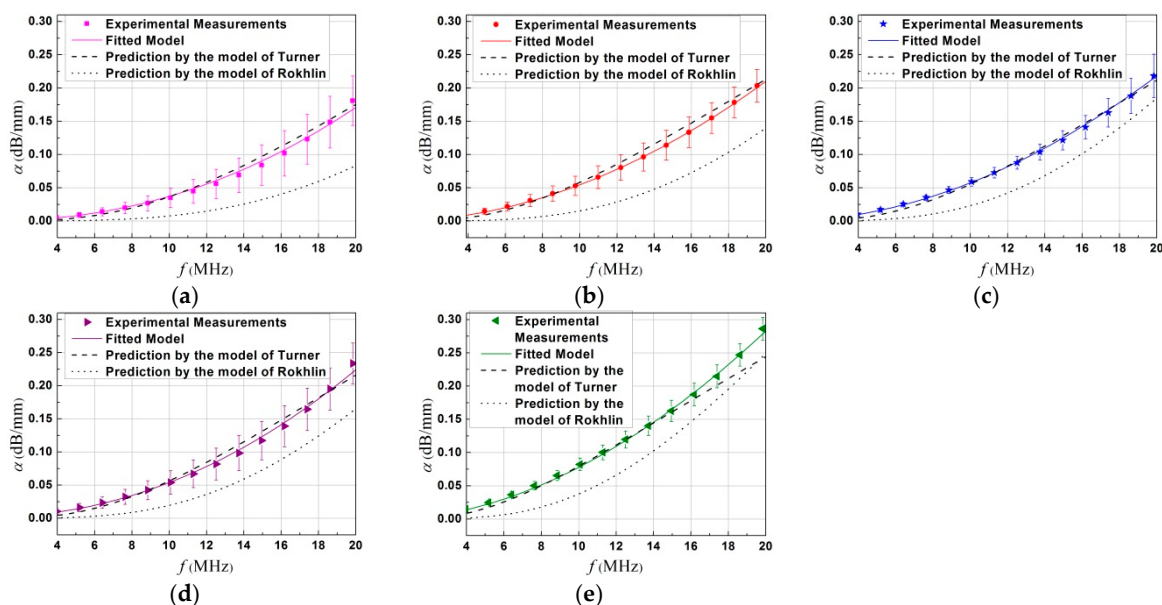 Experimental Measurements
Fitted Model
Prediction by the model of Turner
Prediction by the model of Rokhlin
α (dB/mm)
0.30
0.25
0.20
0.15
0.10
0.05
0.00
4 6 8 10 12 14 16 18 20
f (MHz)
(a)
Experimental Measurements
Fitted Model
Prediction by the model of Turner
Prediction by the model of Rokhlin
α (dB/mm)
0.30
0.25
0.20
0.15
0.10
0.05
0.00
4 6 8 10 12 14 16 18 20
f (MHz)
(b)
Experimental Measurements
Fitted Model
Prediction by the model of Turner
Prediction by the model of Rokhlin
α (dB/mm)
0.30
0.25
0.20
0.15
0.10
0.05
0.00
4 6 8 10 12 14 16 18 20
f (MHz)
(c)
Experimental Measurements
Fitted Model
Prediction by the model of Turner
Prediction by the model of Rokhlin
α (dB/mm)
0.30
0.25
0.20
0.15
0.10
0.05
0.00
4 6 8 10 12 14 16 18 20
f (MHz)
(d)
Experimental
Measurements
Fitted Model
Prediction by the
model of Turner
Prediction by the
model of Rokhlin
α (dB/mm)
0.30
0.25
0.20
0.15
0.10
0.05
0.00
4 6 8 10 12 14 16 18 20
f (MHz)
(e)